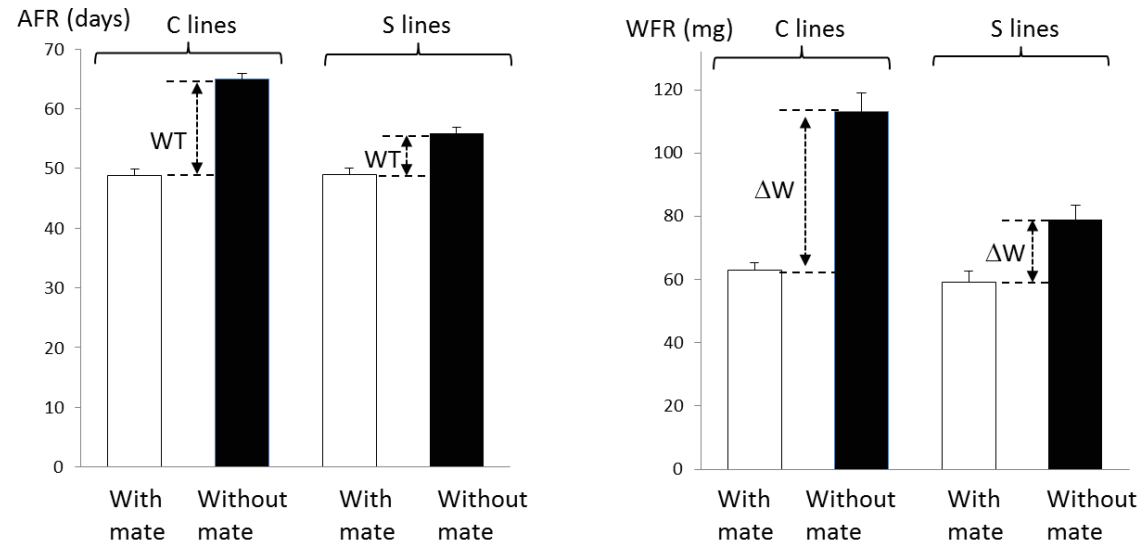 AFR (days)
C lines
S lines
70
60
50
40
30
20
10
0
WT
WT
With
mate
Without
mate
With
mate
Without
mate
WFR (mg)
C lines
S lines
120
100
80
60
40
20
0
ΔW
ΔW
With
mate
Without
mate
With
mate
Without
mate